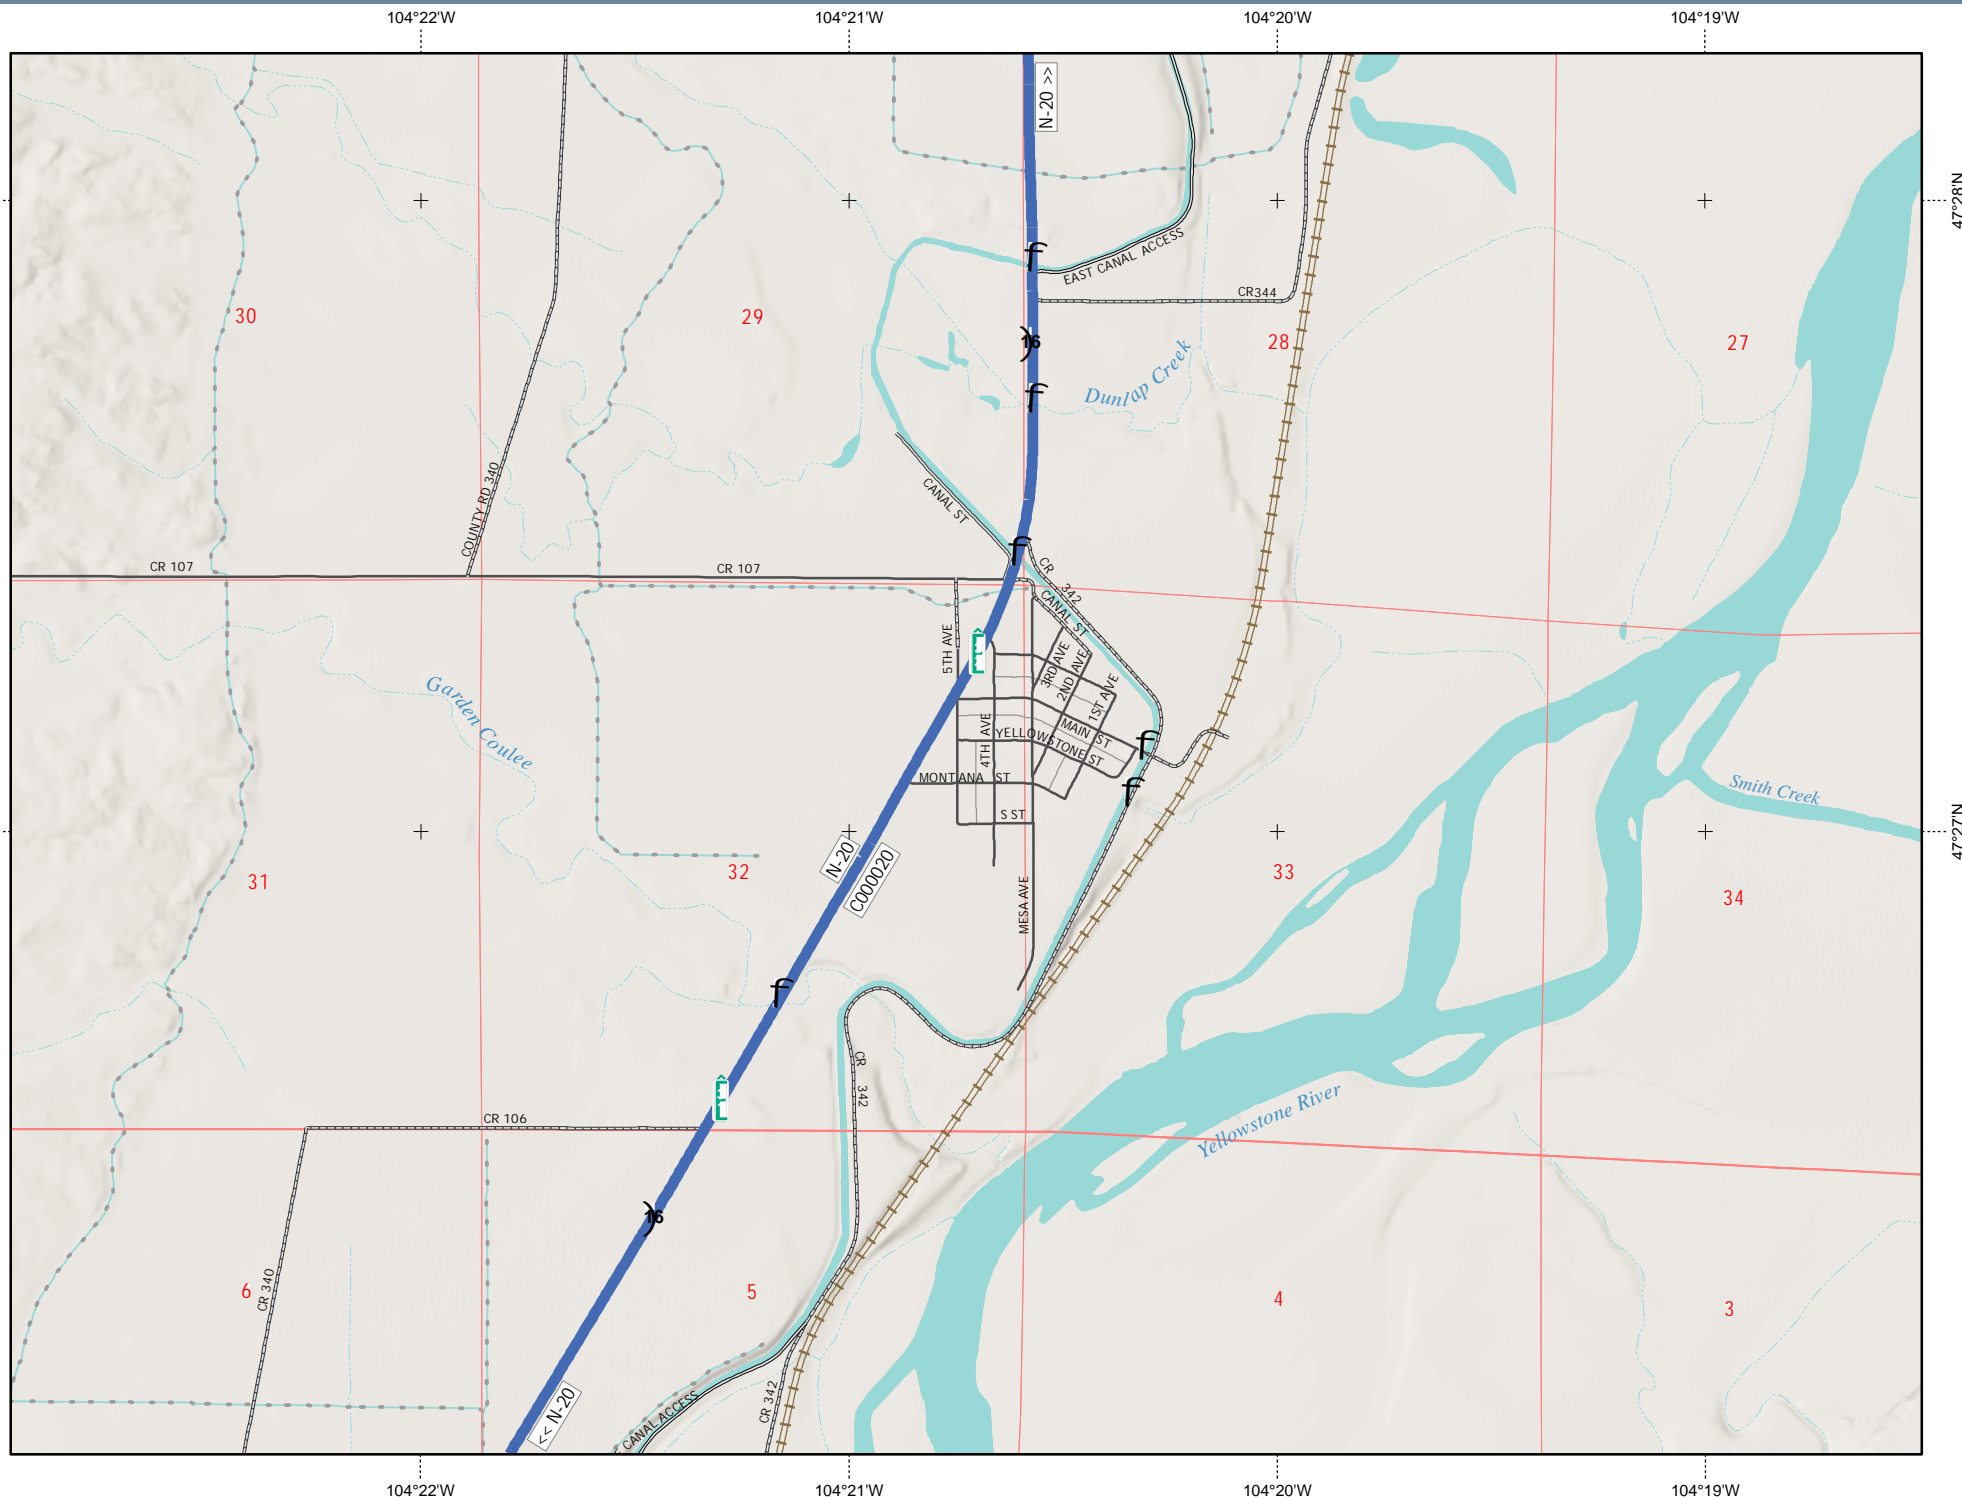 104°22'W 104°21'W 104°20'W 104°19'W
N-20 >>
47°28'N
EAST CANAL ACCESS
CR344
30 29 28 27
16
Dunlap Creek
COUNTY RD 340
CANAL ST
CR 107 CR 107
CR 342
CANAL ST
5TH AVE
3RD AVE
2ND AVE
1ST AVE
Garden Coulee
4TH AVE
MAIN ST
YELLOWSTONE ST
MONTANA ST
S ST
Smith Creek
47°27'N
N-20
C000020
31 32 33 34
MESA AVE
CR 342
Yellowstone River
CR 106
16
6 5 4 3
CR 340
<< N-20
CANAL ACCESS
CR 342
104°22'W 104°21'W 104°20'W 104°19'W